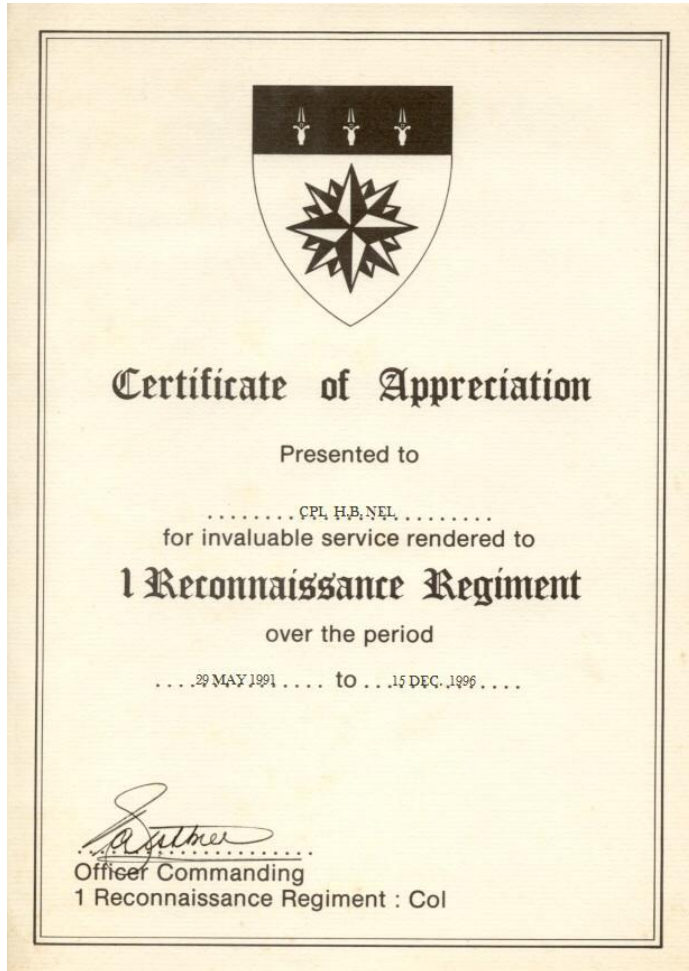 Certificate of Appreciation
Presented to
........CPL H.B. NEL................
for invaluable service rendered to
1 Reconnaissance Regiment
over the period
....29 MAY 1991.... to ...15 DEC. 1996....
Officer Commanding
1 Reconnaissance Regiment : Col